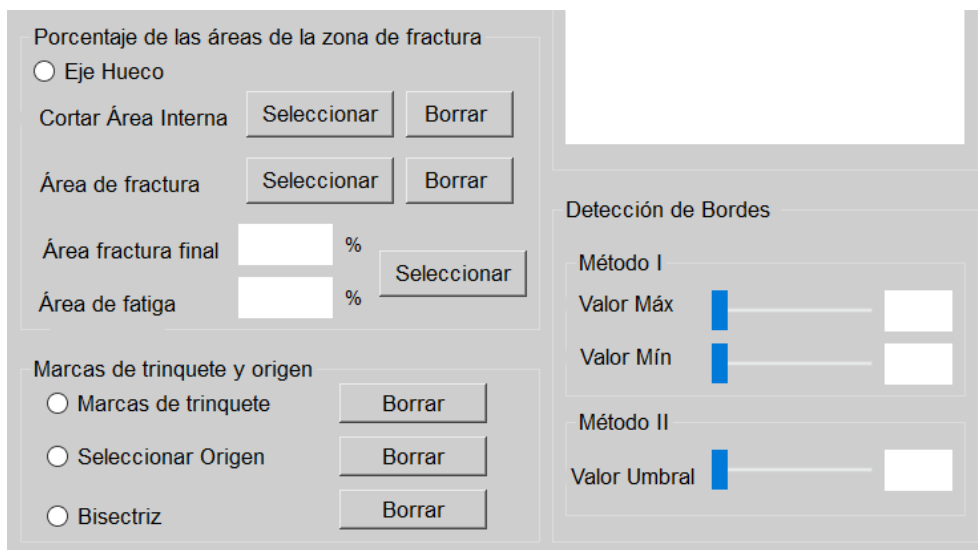 Porcentaje de las áreas de la zona de fractura
Eje Hueco
Cortar Área Interna Seleccionar Borrar
Área de fractura Seleccionar Borrar
Área fractura final %
Seleccionar
Área de fatiga %
Marcas de trinquete y origen
Marcas de trinquete Borrar
Seleccionar Origen Borrar
Bisectriz Borrar
Detección de Bordes
Método I
Valor Máx
Valor Mín
Método II
Valor Umbral